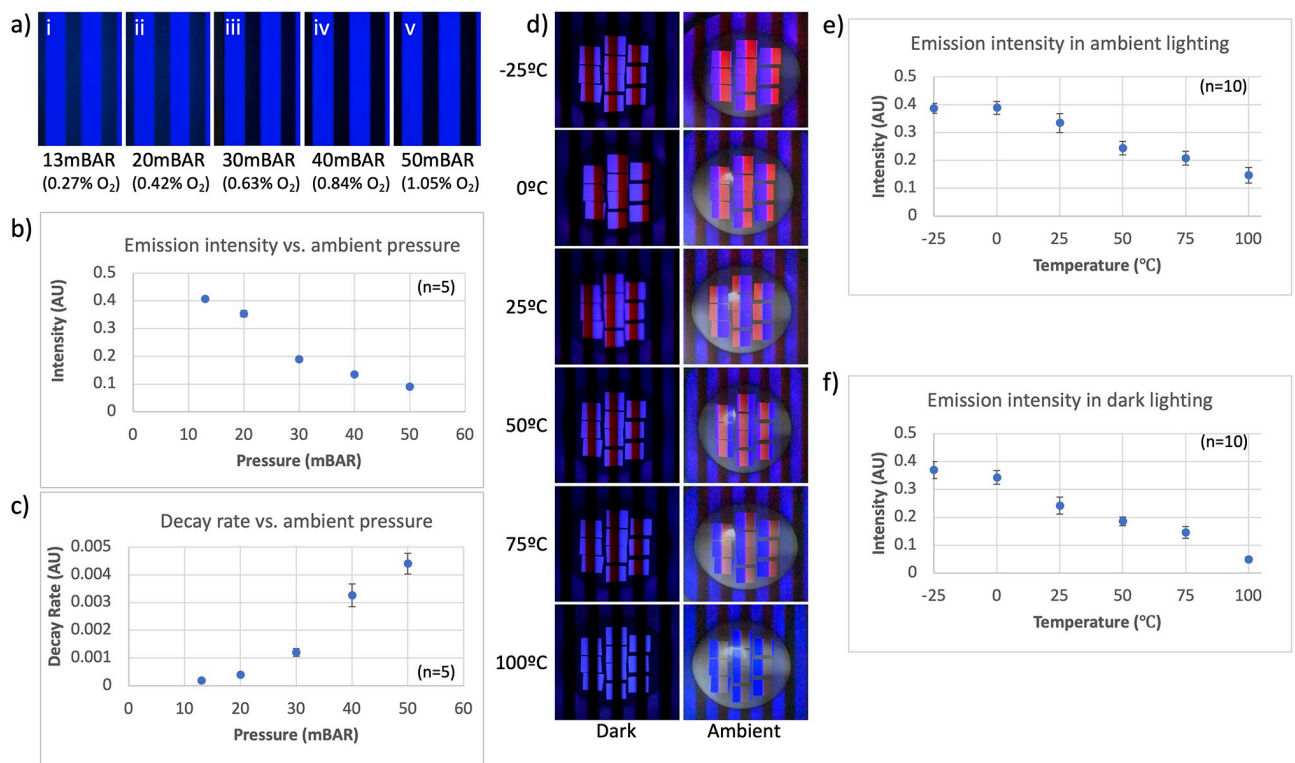 a)
i
ii
iii
iv
v
13mBAR
(0.27% O₂)
20mBAR
(0.42% O₂)
30mBAR
(0.63% O₂)
40mBAR
(0.84% O₂)
50mBAR
(1.05% O₂)
b)
Emission intensity vs. ambient pressure
(n=5)
Intensity (AU)
0.5
0.4
0.3
0.2
0.1
0
0 10 20 30 40 50 60
Pressure (mBAR)
c)
Decay rate vs. ambient pressure
Decay Rate (AU)
0.005
0.004
0.003
0.002
0.001
0
(n=5)
0 10 20 30 40 50 60
Pressure (mBAR)
d)
-25ºC
0ºC
25ºC
50ºC
75ºC
100ºC
Dark Ambient
e)
Emission intensity in ambient lighting
(n=10)
Intensity (AU)
0.5
0.4
0.3
0.2
0.1
0
-25 0 25 50 75 100
Temperature (℃)
f)
Emission intensity in dark lighting
(n=10)
Intensity (AU)
0.5
0.4
0.3
0.2
0.1
0
-25 0 25 50 75 100
Temperature (℃)